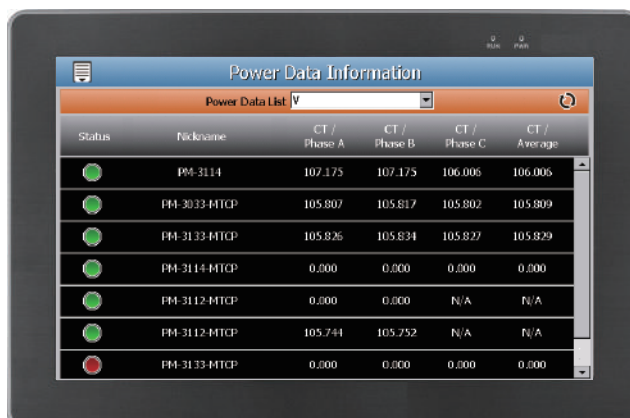 RUN PWR
Power Data Information
Power Data List V
Status Nickname CT / Phase A CT / Phase B CT / Phase C CT / Average
PM-3114 107.175 107.175 106.006 106.006
PM-3033-MTCP 105.807 105.817 105.802 105.809
PM-3133-MTCP 105.826 105.834 105.827 105.829
PM-3114-MTCP 0.000 0.000 0.000 0.000
PM-3112-MTCP 0.000 0.000 N/A N/A
PM-3112-MTCP 105.744 105.752 N/A N/A
PM-3133-MTCP 0.000 0.000 0.000 0.000